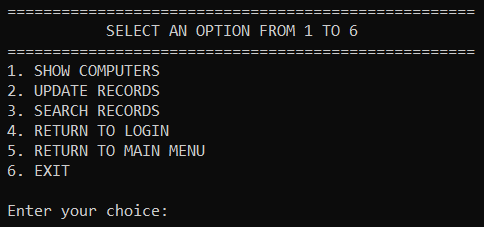 ====================================================
SELECT AN OPTION FROM 1 TO 6
====================================================
1. SHOW COMPUTERS
2. UPDATE RECORDS
3. SEARCH RECORDS
4. RETURN TO LOGIN
5. RETURN TO MAIN MENU
6. EXIT
Enter your choice: